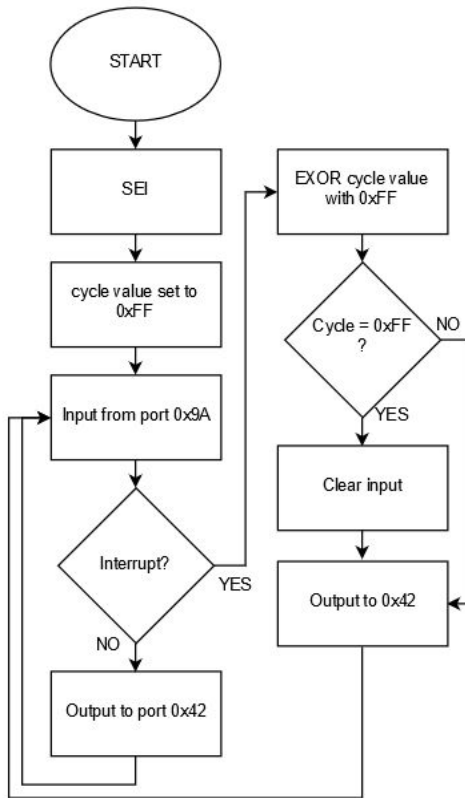 START
SEI
cycle value set to
0xFF
Input from port 0x9A
Interrupt?
YES
NO
Output to port 0x42
EXOR cycle value
with 0xFF
Cycle = 0xFF
?
NO
YES
Clear input
Output to 0x42